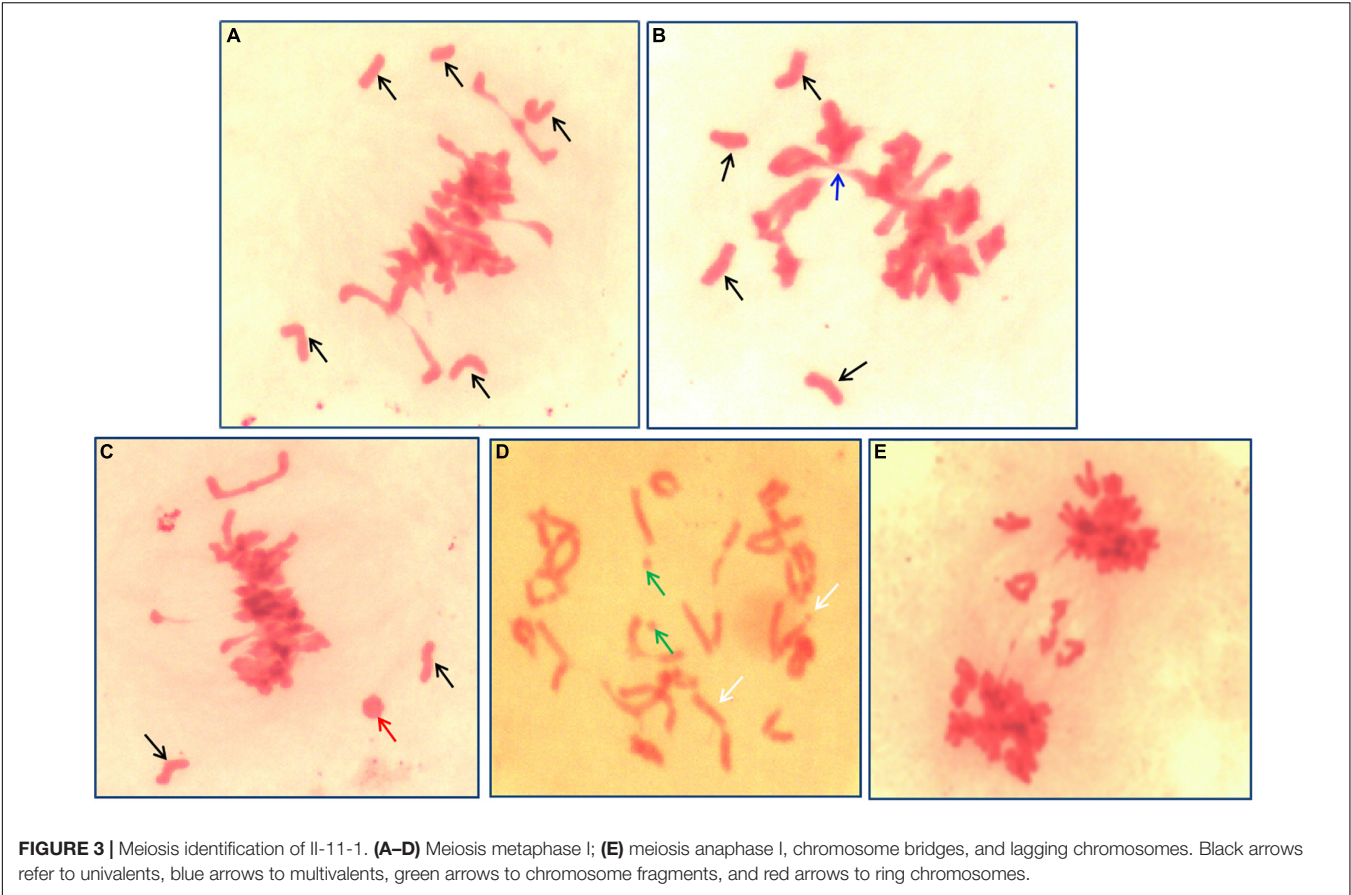 A
B
C
D
E
FIGURE 3 | Meiosis identification of II-11-1. (A–D) Meiosis metaphase I; (E) meiosis anaphase I, chromosome bridges, and lagging chromosomes. Black arrows
refer to univalents, blue arrows to multivalents, green arrows to chromosome fragments, and red arrows to ring chromosomes.